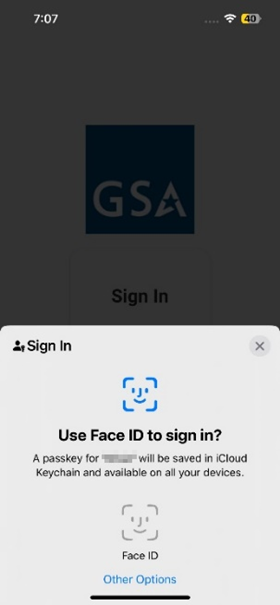 7:07
40
GSA
Sign In
Sign In
Use Face ID to sign in?
A passkey for will be saved in iCloud
Keychain and available on all your devices.
Face ID
Other Options